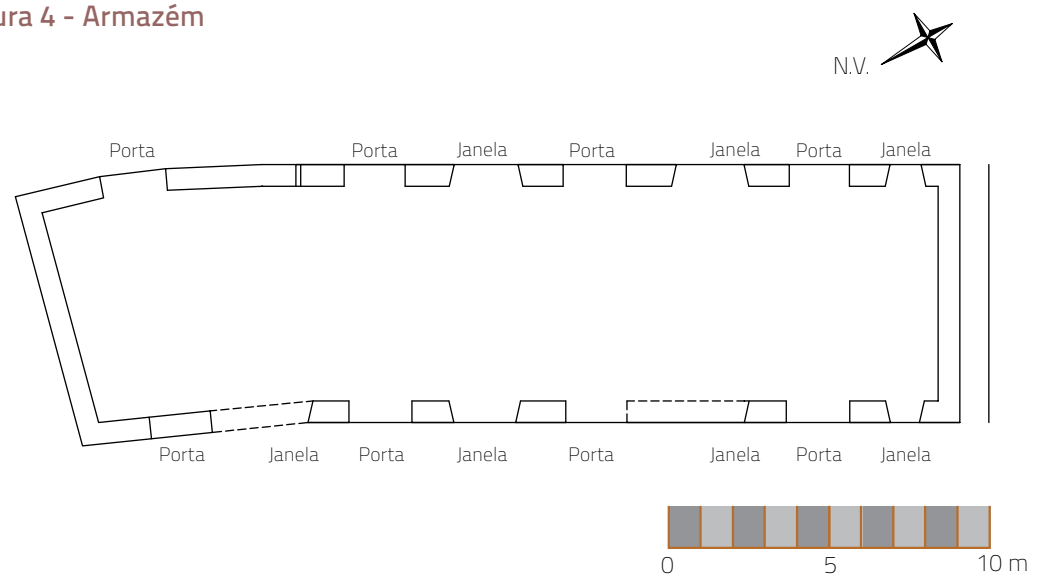 ura 4 - Armazém
N.V.
Porta Porta Janela Porta Janela Porta Janela
Porta Janela Porta Janela Porta Janela Porta Janela
0 5 10 m